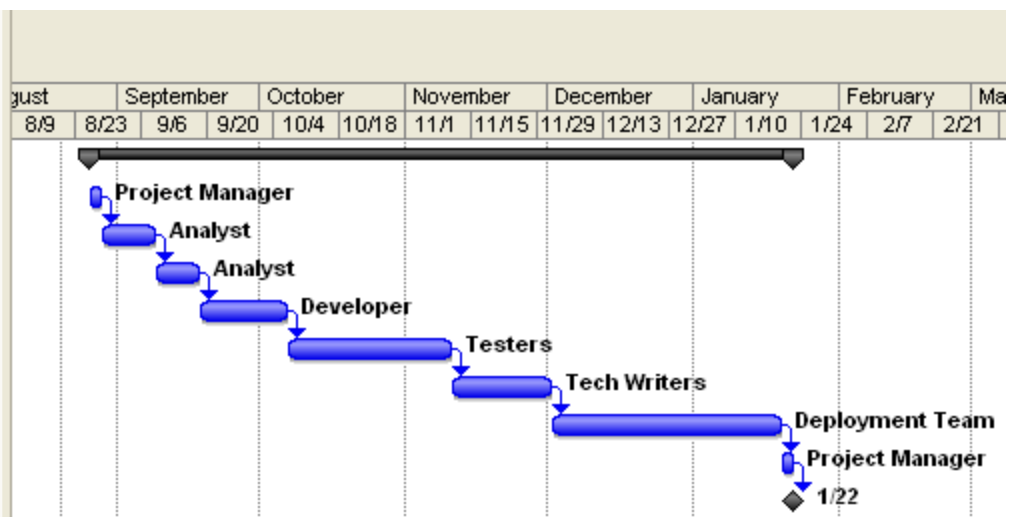 gust September October November December January February Ma
8/9 8/23 9/6 9/20 10/4 10/18 11/1 11/15 11/29 12/13 12/27 1/10 1/24 2/7 2/21
Project Manager
Analyst
Analyst
Developer
Testers
Tech Writers
Deployment Team
Project Manager
1/22